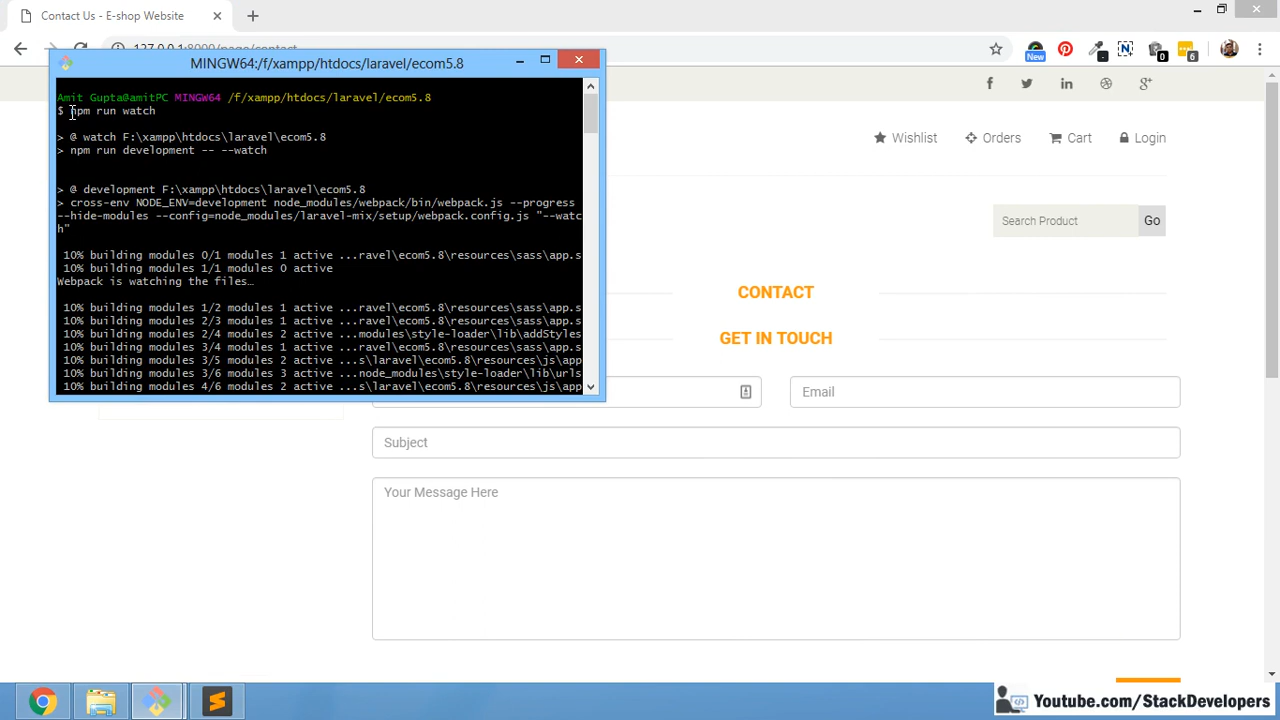 Contact Us - E-shop Website
127.0.0.1:8000/page/contact
New
0
6
MINGW64:/f/xampp/htdocs/laravel/ecom5.8
Amit Gupta@amitPC MINGW64 /f/xampp/htdocs/laravel/ecom5.8
$ npm run watch
> @ watch F:\xampp\htdocs\laravel\ecom5.8
> npm run development -- --watch
> @ development F:\xampp\htdocs\laravel\ecom5.8
> cross-env NODE_ENV=development node_modules/webpack/bin/webpack.js --progress
--hide-modules --config=node_modules/laravel-mix/setup/webpack.config.js "--watc
h"
10% building modules 0/1 modules 1 active ...ravel\ecom5.8\resources\sass\app.s
10% building modules 1/1 modules 0 active
Webpack is watching the files…
10% building modules 1/2 modules 1 active ...ravel\ecom5.8\resources\sass\app.s
10% building modules 2/3 modules 1 active ...ravel\ecom5.8\resources\sass\app.s
10% building modules 2/4 modules 2 active ...modules\style-loader\lib\addStyles
10% building modules 3/4 modules 1 active ...ravel\ecom5.8\resources\sass\app.s
10% building modules 3/5 modules 2 active ...s\laravel\ecom5.8\resources\js\app
10% building modules 3/6 modules 3 active ...node_modules\style-loader\lib\urls
10% building modules 4/6 modules 2 active ...s\laravel\ecom5.8\resources\js\app
Wishlist
Orders
Cart
Login
Search Product
Go
CONTACT
GET IN TOUCH
Email
Subject
Your Message Here
Youtube.com/StackDevelopers